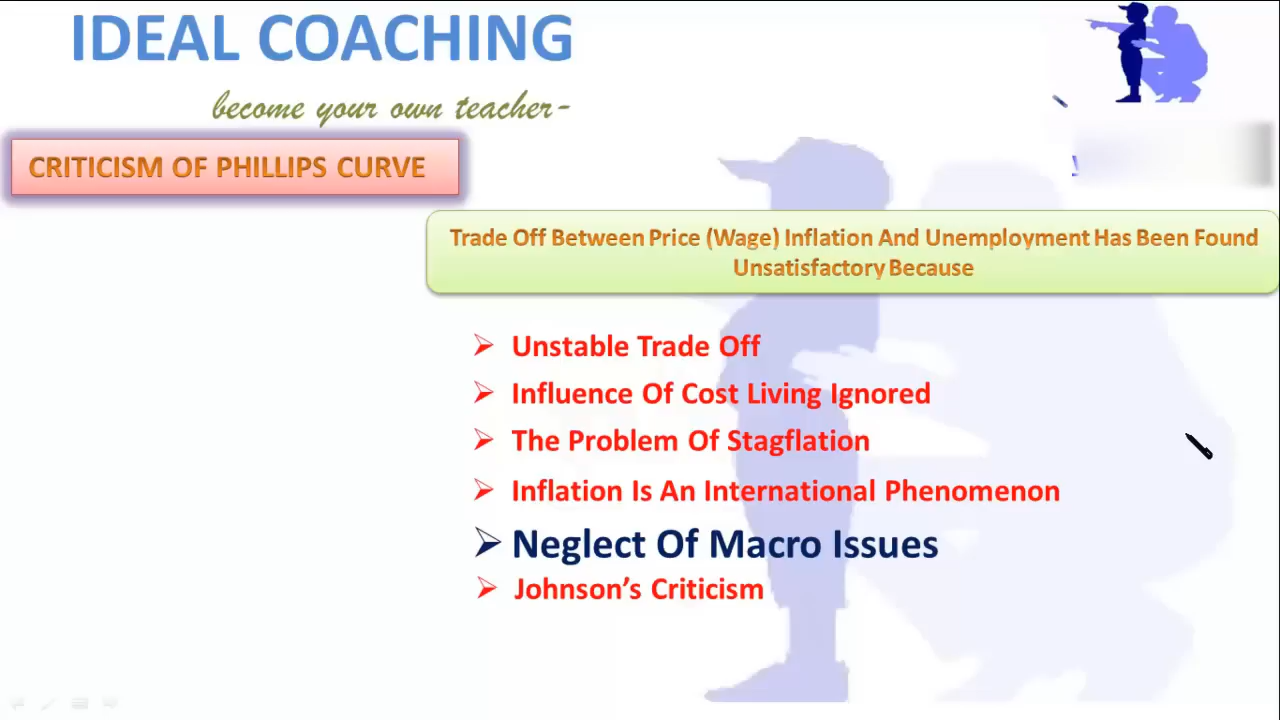 IDEAL COACHING
become your own teacher-
CRITICISM OF PHILLIPS CURVE
Trade Off Between Price (Wage) Inflation And Unemployment Has Been Found
Unsatisfactory Because
Unstable Trade Off
Influence Of Cost Living Ignored
The Problem Of Stagflation
Inflation Is An International Phenomenon
Neglect Of Macro Issues
Johnson’s Criticism